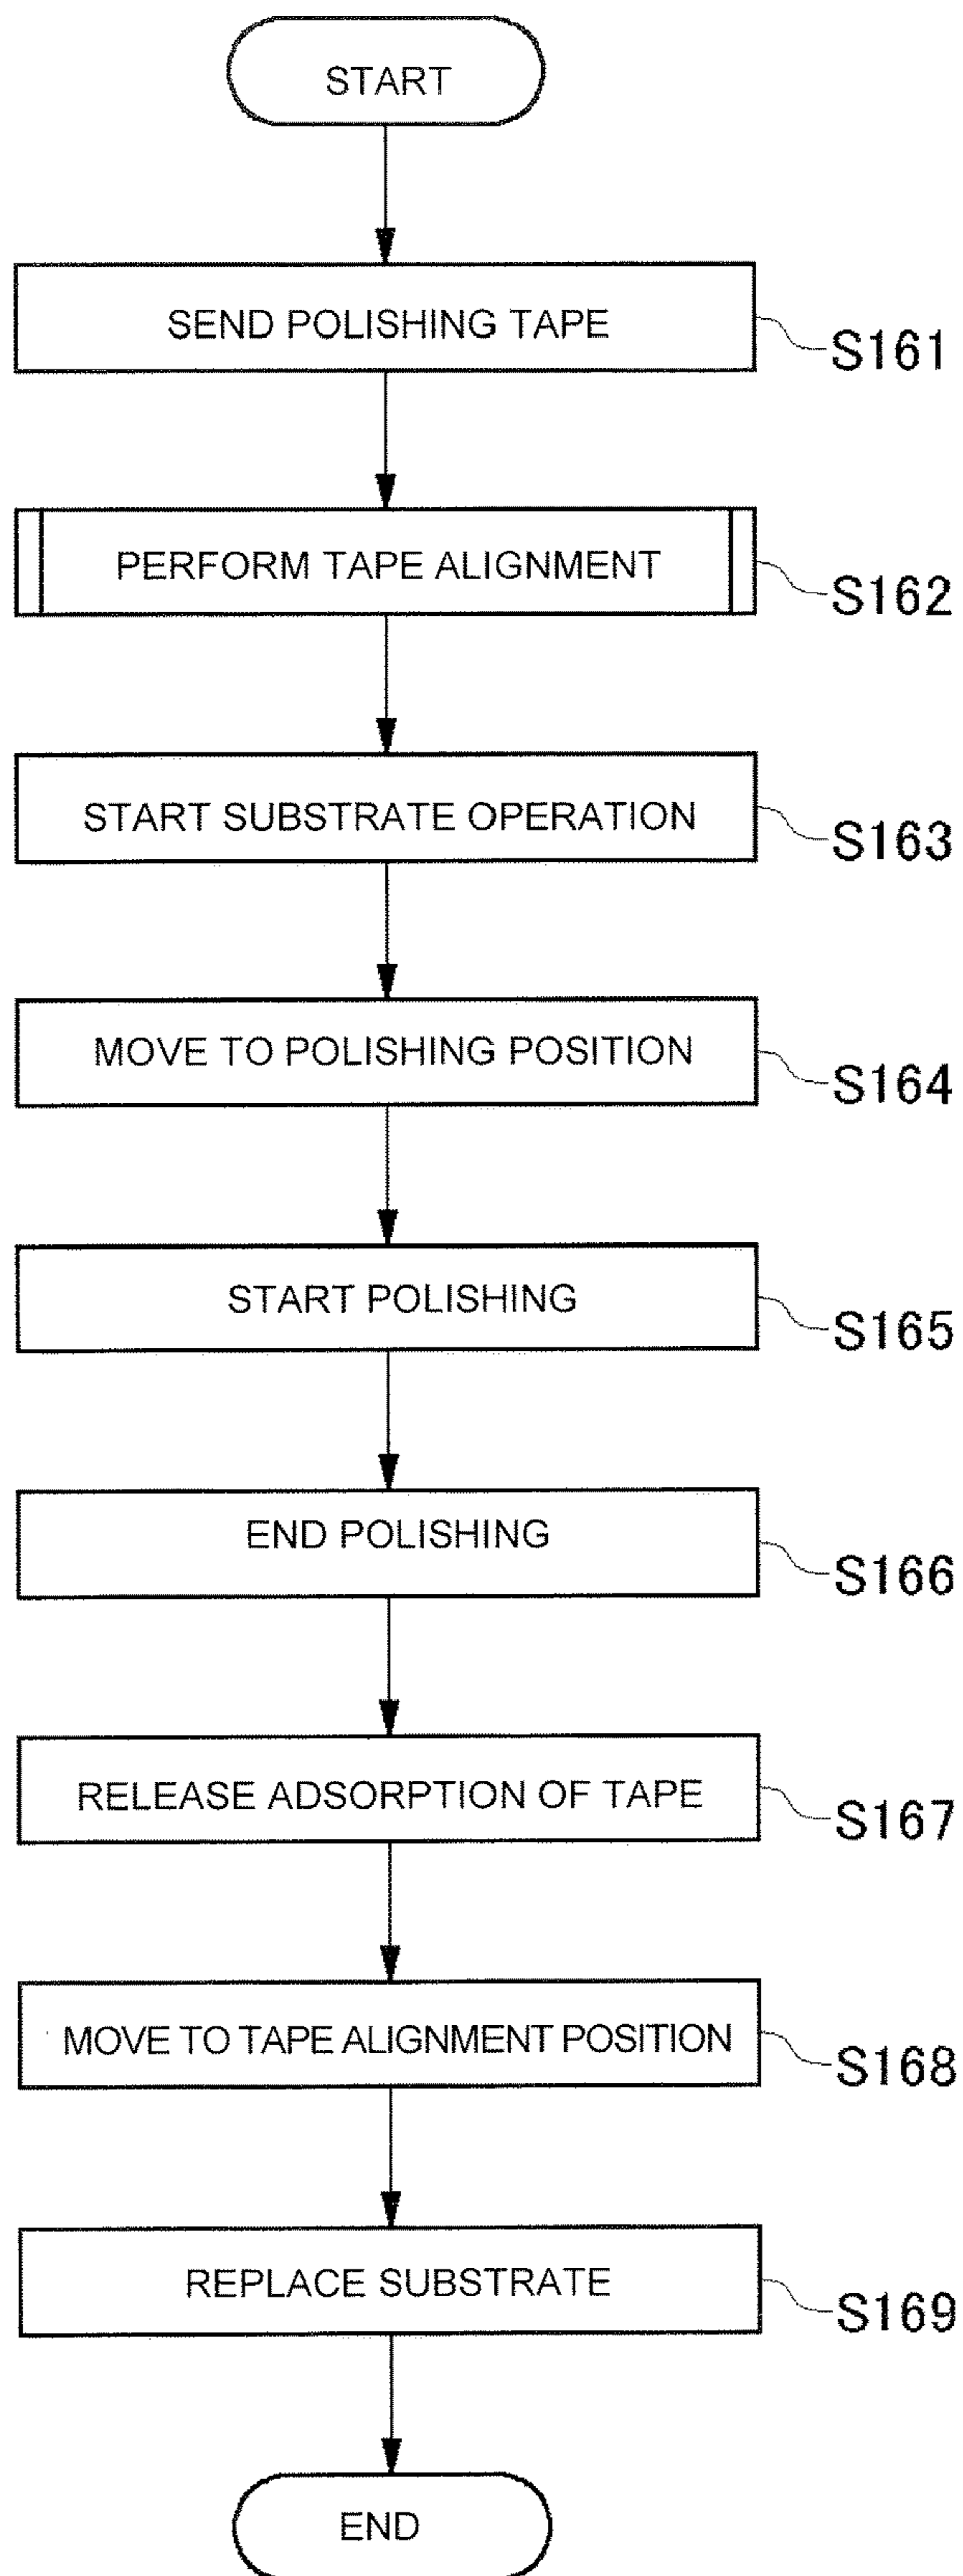 START
SEND POLISHING TAPE
S161
PERFORM TAPE ALIGNMENT
S162
START SUBSTRATE OPERATION
S163
MOVE TO POLISHING POSITION
S164
START POLISHING
S165
END POLISHING
S166
RELEASE ADSORPTION OF TAPE
S167
MOVE TO TAPE ALIGNMENT POSITION
S168
REPLACE SUBSTRATE
S169
END